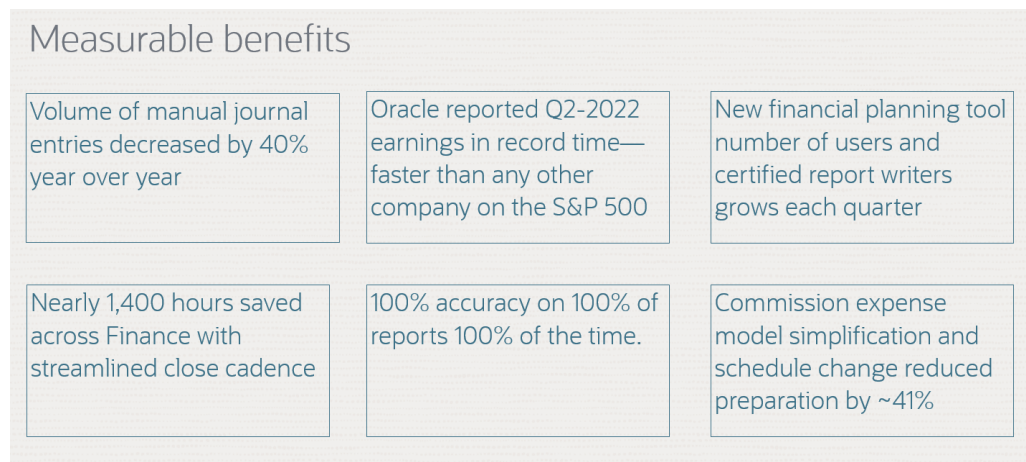 Measurable benefits
Volume of manual journal
entries decreased by 40%
year over year
Oracle reported Q2-2022
earnings in record time—
faster than any other
company on the S&P 500
New financial planning tool
number of users and
certified report writers
grows each quarter
Nearly 1,400 hours saved
across Finance with
streamlined close cadence
100% accuracy on 100% of
reports 100% of the time.
Commission expense
model simplification and
schedule change reduced
preparation by ~41%